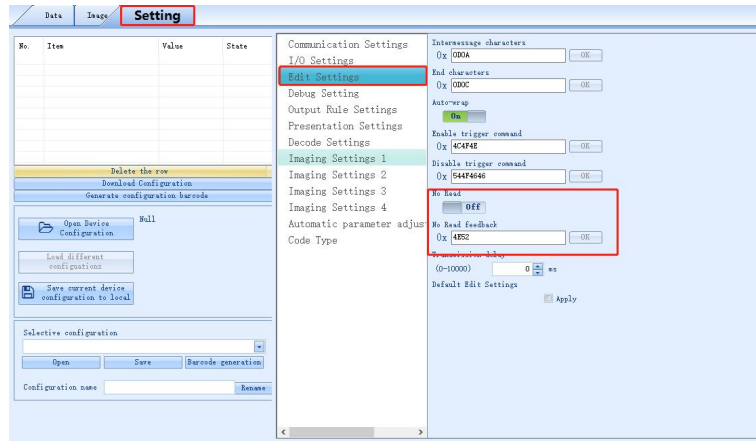 Data Image Setting
No. Item Value State
Delete the row
Download Configuration
Generate configuration barcode
Open Device Configuration
Null
Load different configuations
Save current device configuration to local
Selective configuration
Open Save Barcode generation
Configuration name Rename
Communication Settings
I/O Settings
Edit Settings
Debug Setting
Output Rule Settings
Presentation Settings
Decode Settings
Imaging Settings 1
Imaging Settings 2
Imaging Settings 3
Imaging Settings 4
Automatic parameter adjus
Code Type
Intermessage characters
0x 0D0A OK
End characters
0x 0D0C OK
Auto-wrap
On
Enable trigger command
0x 4C4F4E OK
Disable trigger command
0x 544F4646 OK
No Read
Off
No Read feedback
0x 4E52 OK
Transmission delay
(0-10000) 0 ms
Default Edit Settings
Apply